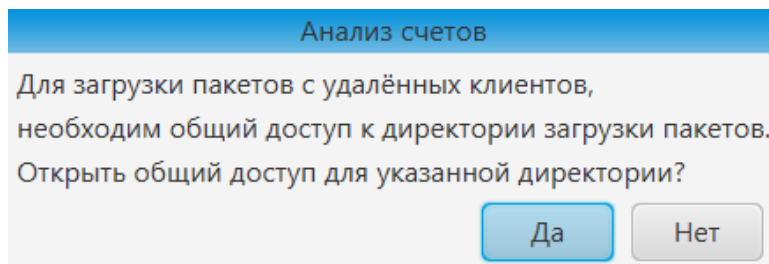 Анализ счетов
Для загрузки пакетов с удалённых клиентов,
необходим общий доступ к директории загрузки пакетов.
Открыть общий доступ для указанной директории?
Да Нет